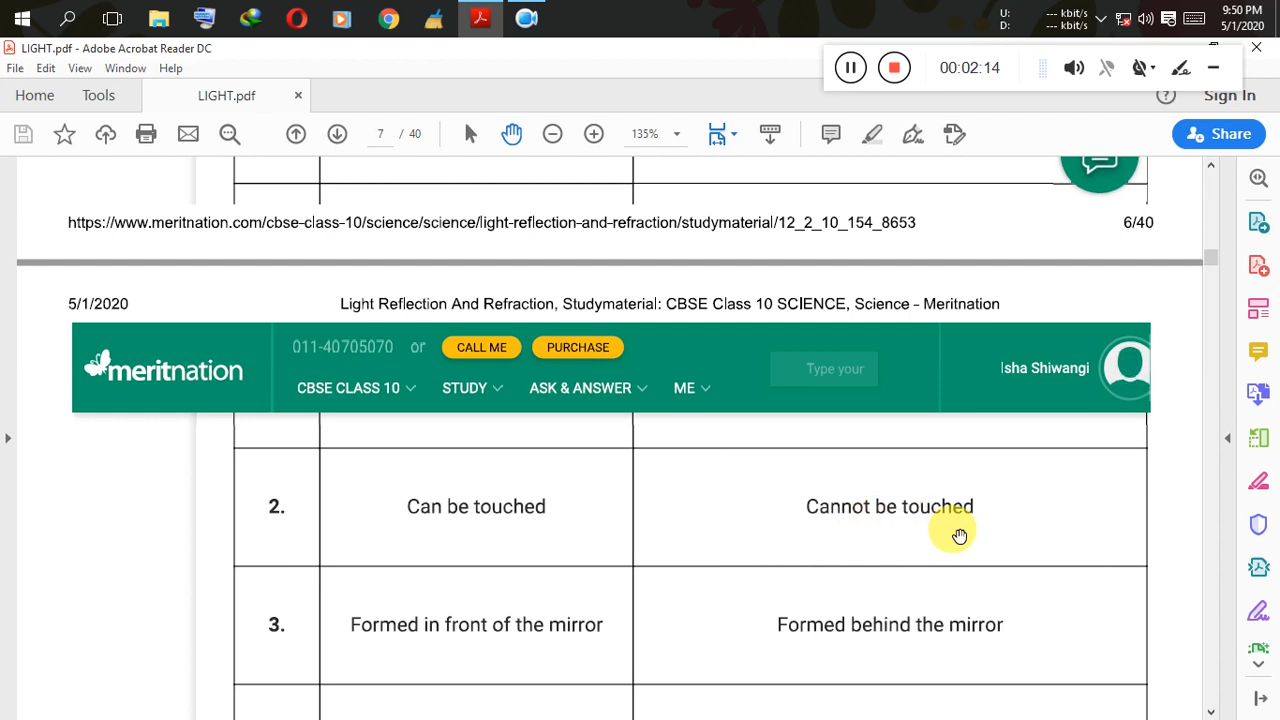 U:
D:
--- kbit/s
--- kbit/s
9:50 PM
5/1/2020
LIGHT.pdf - Adobe Acrobat Reader DC
File Edit View Window Help
00:02:14
Home Tools LIGHT.pdf × Sign In
7 / 40 135% Share
https://www.meritnation.com/cbse-class-10/science/science/light-reflection-and-refraction/studymaterial/12_2_10_154_8653 6/40
5/1/2020 Light Reflection And Refraction, Studymaterial: CBSE Class 10 SCIENCE, Science – Meritnation
meritnation
011-40705070 or CALL ME PURCHASE
Type your
Isha Shiwangi
CBSE CLASS 10 STUDY ASK & ANSWER ME
2. Can be touched Cannot be touched
3. Formed in front of the mirror Formed behind the mirror